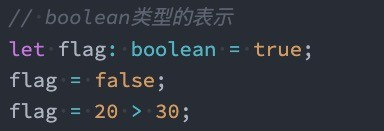 // boolean类型的表示
let flag: boolean = true;
flag = false;
flag = 20 > 30;